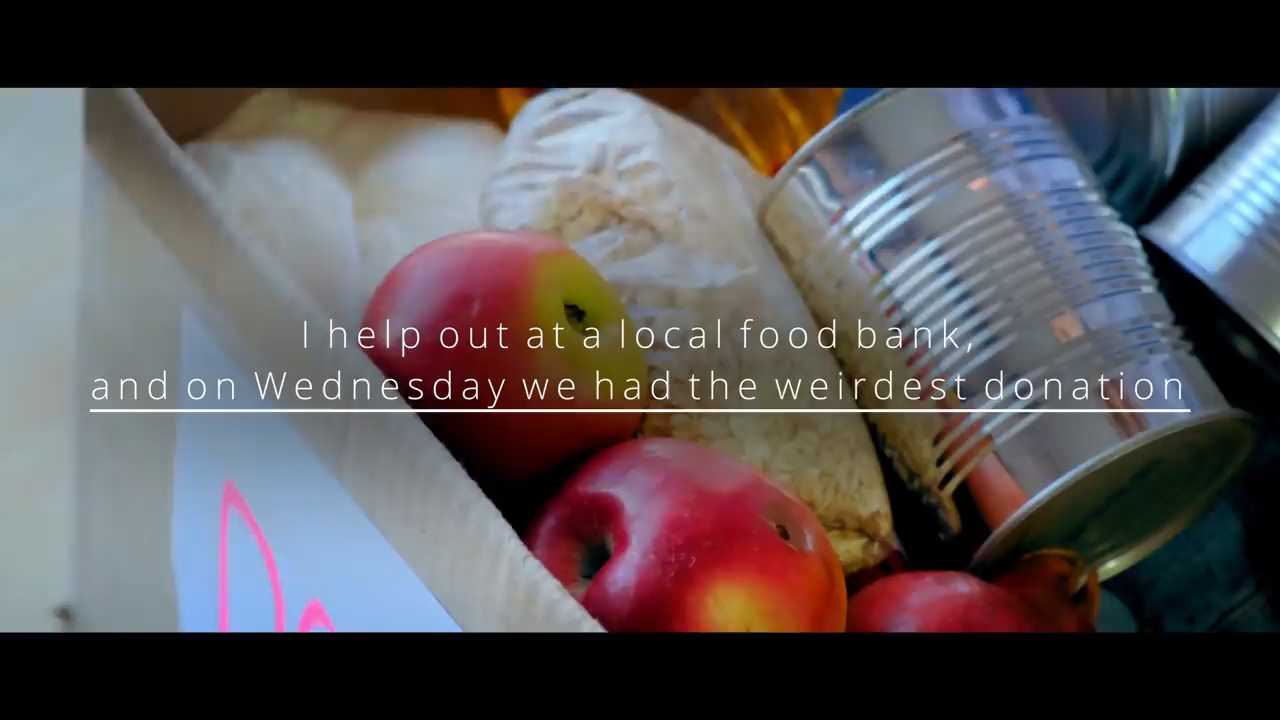 I help out at a local food bank,
and on Wednesday we had the weirdest donation